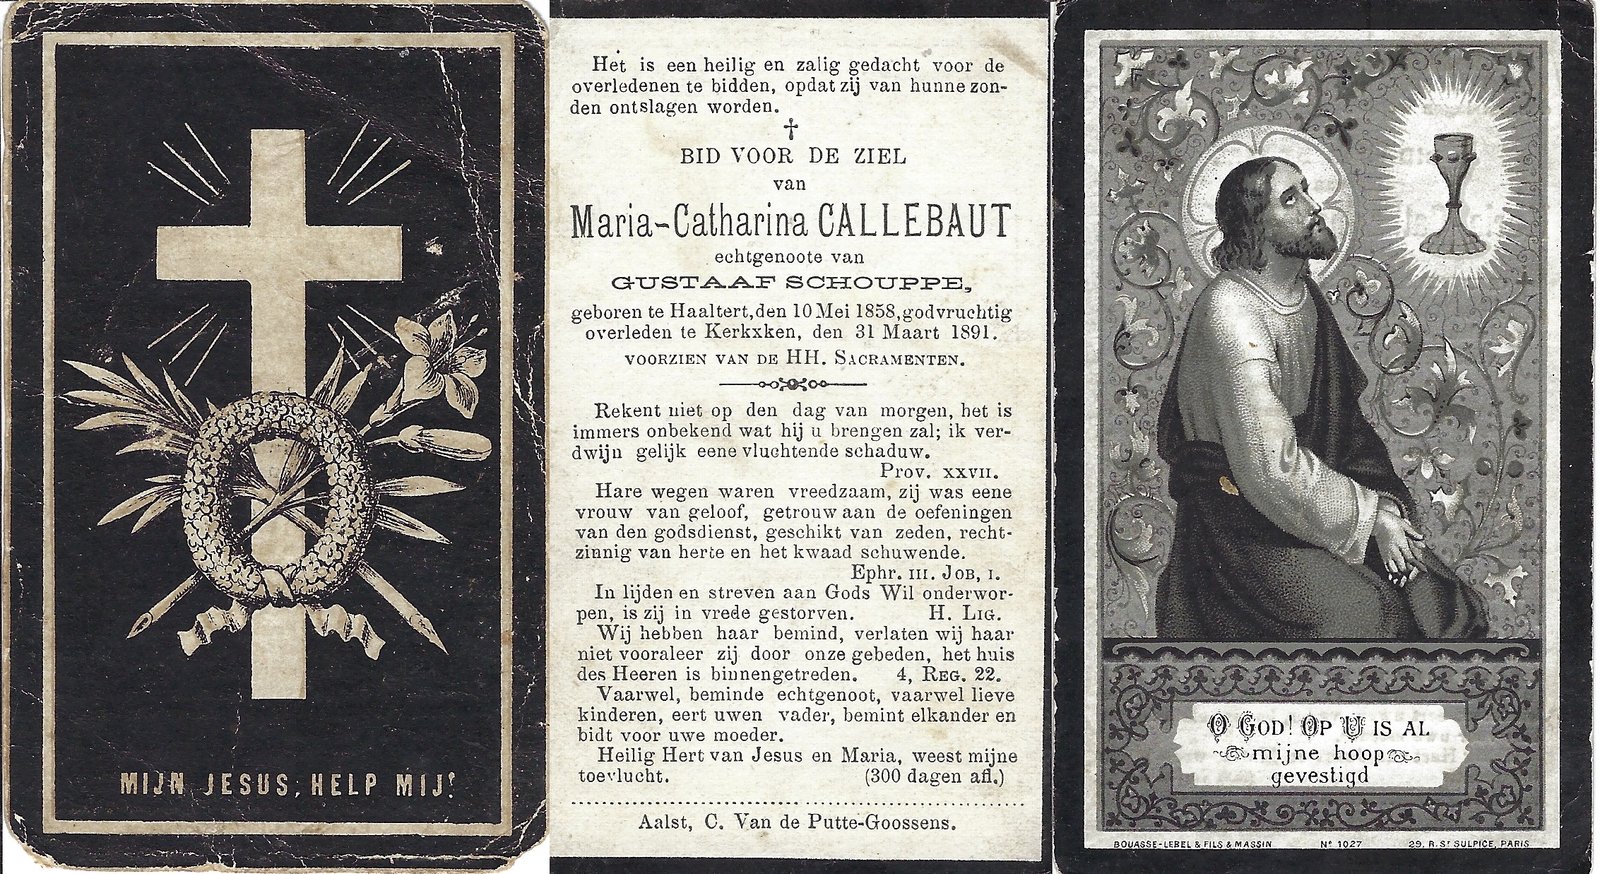 MIJN JESUS, HELP MIJ!
Het is een heilig en zalig gedacht voor de
overledenen te bidden, opdat zij van hunne zon-
den ontslagen worden.
†
BID VOOR DE ZIEL
van
Maria-Catharina CALLEBAUT
echtgenoote van
GUSTAAF SCHOUPPE,
geboren te Haaltert, den 10 Mei 1858, godvruchtig
overleden te Kerkxken, den 31 Maart 1891.
VOORZIEN VAN DE HH. SACRAMENTEN.
Rekent niet op den dag van morgen, het is
immers onbekend wat hij u brengen zal; ik ver-
dwijn gelijk eene vluchtende schaduw.
Prov. XXVII.
Hare wegen waren vreedzaam, zij was eene
vrouw van geloof, getrouw aan de oefeningen
van den godsdienst, geschikt van zeden, recht-
zinnig van herte en het kwaad schuwende.
Ephr. III. JOB, I.
In lijden en streven aan Gods Wil onderwor-
pen, is zij in vrede gestorven. H. LIG.
Wij hebben haar bemind, verlaten wij haar
niet vooraleer zij door onze gebeden, het huis
des Heeren is binnengetreden. 4, REG. 22.
Vaarwel, beminde echtgenoot, vaarwel lieve
kinderen, eert uwen vader, bemint elkander en
bidt voor uwe moeder.
Heilig Hert van Jesus en Maria, weest mijne
toevlucht. (300 dagen afl.)
Aalst, C. Van de Putte-Goossens.
O GOD! OP U IS AL
mijne hoop
gevestigd
BOUASSE-LEBEL & FILS & MASSIN No 1027 29, R. St SULPICE, PARIS